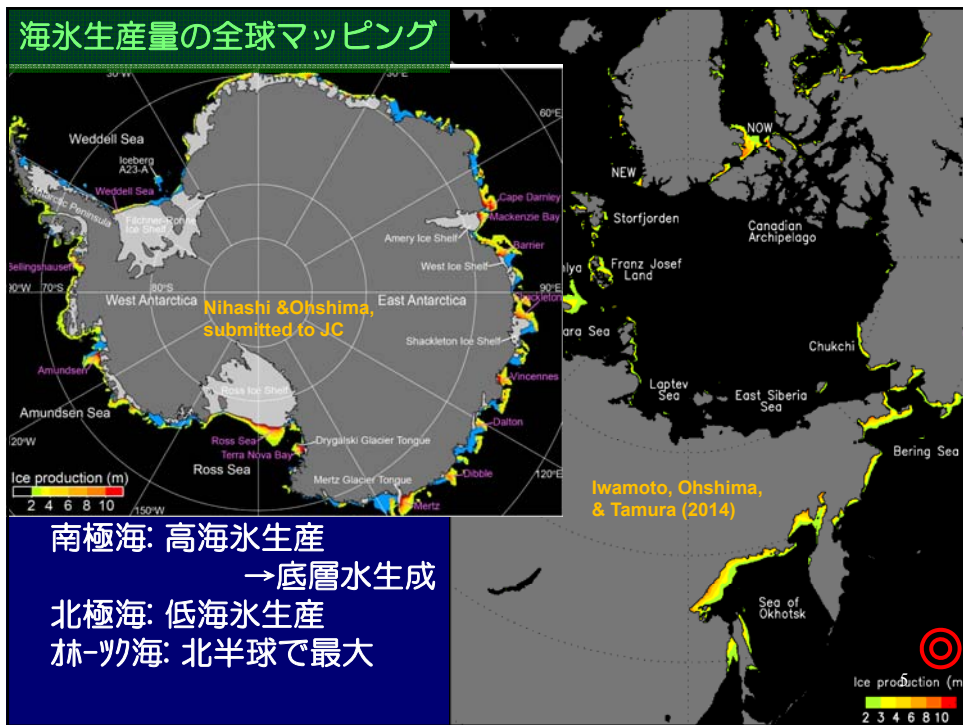 海氷生産量の全球マッピング
30°W
30°E
60°E
Weddell Sea
Iceberg
A23-A
Weddell Sea
Antarctic Peninsula
Filchner-Ronne
Ice Shelf
Cape Darnley
Mackenzie Bay
Amery Ice Shelf
Barrier
West Ice Shelf
Bellingshausen
90°W
70°S
80°S
West Antarctica
East Antarctica
90°E
Nihashi &Ohshima,
submitted to JC
Shackleton
Shackleton Ice Shelf
Amundsen
Ross Ice Shelf
Vincennes
Amundsen Sea
Dalton
20°W
Ross Sea
Terra Nova Bay
Drygalski Glacier Tongue
Ross Sea
Dibble
120°E
Mertz Glacier Tongue
Mertz
150°W
Ice production (m)
2 4 6 8 10
NOW
NEW
Storfjorden
Canadian
Archipelago
Franz Josef
Land
lya
ara Sea
Chukchi
Laptev
Sea
East Siberia
Sea
Bering Sea
Iwamoto, Ohshima,
& Tamura (2014)
Sea of
Okhotsk
南極海: 高海氷生産
→底層水生成
北極海: 低海氷生産
オホーツク海: 北半球で最大
5
Ice production (m
2 3 4 6 8 10